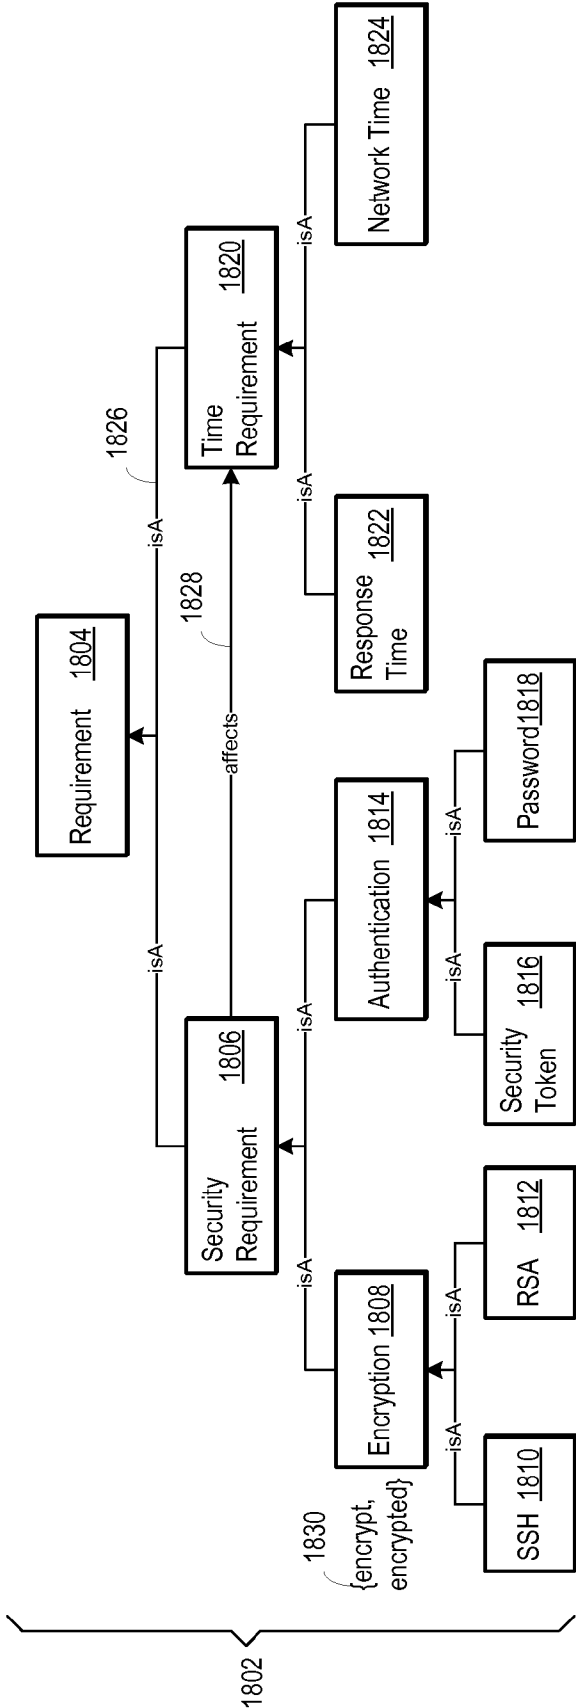 1802
Requirement 1804
isA
isA
1826
Security
Requirement 1806
affects
1828
Time
Requirement 1820
isA
isA
isA
isA
1830
{encrypt,
encrypted}
Encryption 1808
Authentication 1814
Response 1822
Time
Network Time 1824
isA
isA
isA
isA
SSH 1810
RSA 1812
Security 1816
Token
Password 1818